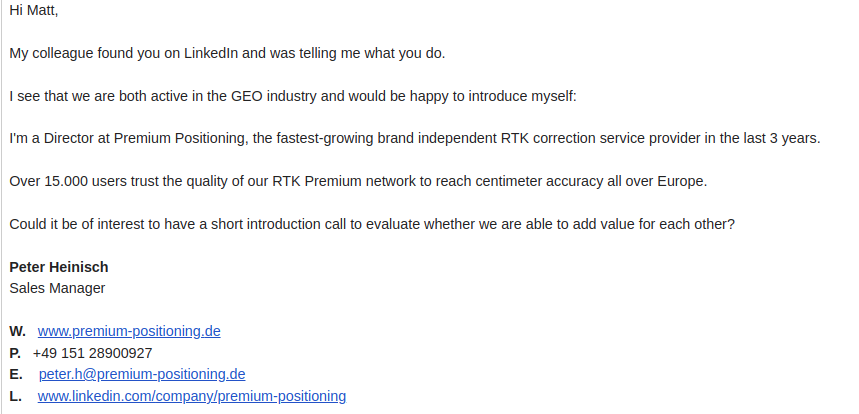 Hi Matt,
My colleague found you on LinkedIn and was telling me what you do.
I see that we are both active in the GEO industry and would be happy to introduce myself:
I'm a Director at Premium Positioning, the fastest-growing brand independent RTK correction service provider in the last 3 years.
Over 15.000 users trust the quality of our RTK Premium network to reach centimeter accuracy all over Europe.
Could it be of interest to have a short introduction call to evaluate whether we are able to add value for each other?
Peter Heinisch
Sales Manager
W. www.premium-positioning.de
P. +49 151 28900927
E. peter.h@premium-positioning.de
L. www.linkedin.com/company/premium-positioning